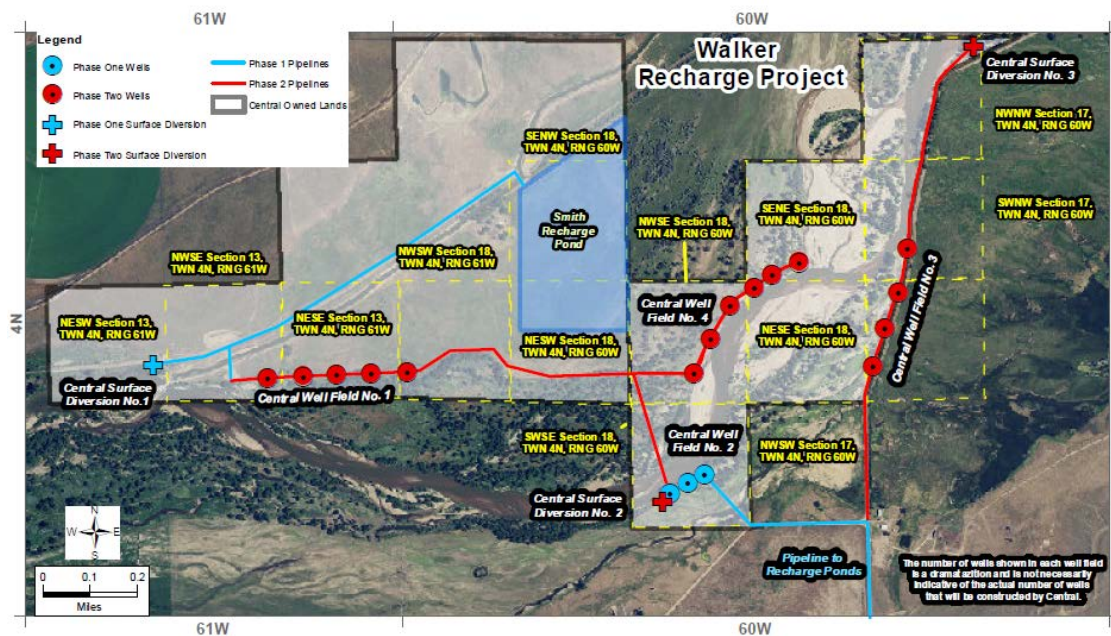 61W
60W
Legend
Phase One Wells
Phase Two Wells
Phase One Surface Diversion
Phase Two Surface Diversion
Phase 1 Pipelines
Phase 2 Pipelines
Central Owned Lands
Walker
Recharge Project
Central Surface
Diversion No. 3
NWNW Section 17,
TWN 4N, RNG 60W
SENW Section 18,
TWN 4N, RNG 60W
SWNW Section 17,
TWN 4N, RNG 60W
Smith
Recharge
Pond
NWSE Section 18,
TWN 4N, RNG 60W
SENE Section 18,
TWN 4N, RNG 60W
NWSE Section 13,
TWN 4N, RNG 61W
NWSW Section 18,
TWN 4N, RNG 61W
4N
NESW Section 13,
TWN 4N, RNG 61W
NESE Section 13,
TWN 4N, RNG 61W
NESW Section 18,
TWN 4N, RNG 60W
Central Well
Field No. 4
NESE Section 18,
TWN 4N, RNG 60W
Central Well Field No. 3
4N
Central Surface
Diversion No.1
Central Well Field No. 1
SWSE Section 18,
TWN 4N, RNG 60W
Central Well
Field No. 2
NWSW Section 17,
TWN 4N, RNG 60W
Central Surface
Diversion No. 2
N
W E
S
0 0.1 0.2
Miles
Pipeline to
Recharge Ponds
The number of wells shown in each well field
is a dramatazition and is not necessarily
indicative of the actual number of wells
that will be constructed by Central.
61W
60W